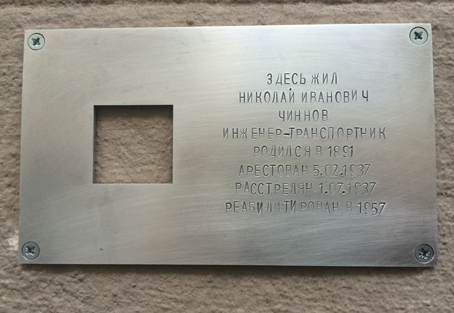 ЗДЕСЬ ЖИЛ
НИКОЛАЙ ИВАНОВИЧ
ЧИННОВ
ИНЖЕНЕР-ТРАНСПОРТНИК
РОДИЛСЯ В 1891
АРЕСТОВАН 5.02.1937
РАССТРЕЛЯН 1.07.1937
РЕАБИЛИТИРОВАН В 1957